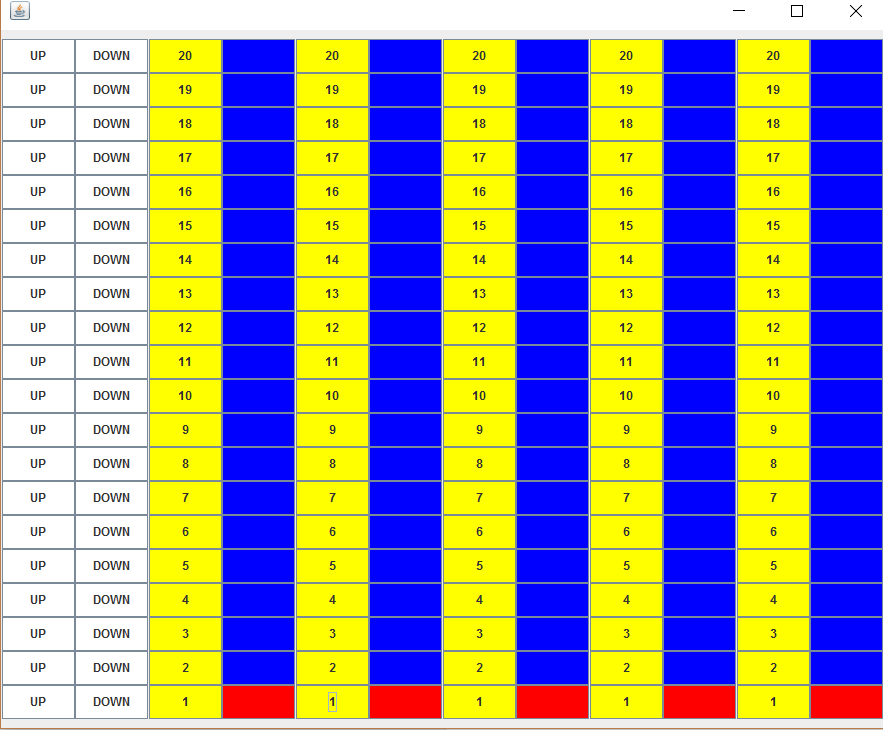 UP DOWN 20 20 20 20 20
UP DOWN 19 19 19 19 19
UP DOWN 18 18 18 18 18
UP DOWN 17 17 17 17 17
UP DOWN 16 16 16 16 16
UP DOWN 15 15 15 15 15
UP DOWN 14 14 14 14 14
UP DOWN 13 13 13 13 13
UP DOWN 12 12 12 12 12
UP DOWN 11 11 11 11 11
UP DOWN 10 10 10 10 10
UP DOWN 9 9 9 9 9
UP DOWN 8 8 8 8 8
UP DOWN 7 7 7 7 7
UP DOWN 6 6 6 6 6
UP DOWN 5 5 5 5 5
UP DOWN 4 4 4 4 4
UP DOWN 3 3 3 3 3
UP DOWN 2 2 2 2 2
UP DOWN 1 1 1 1 1